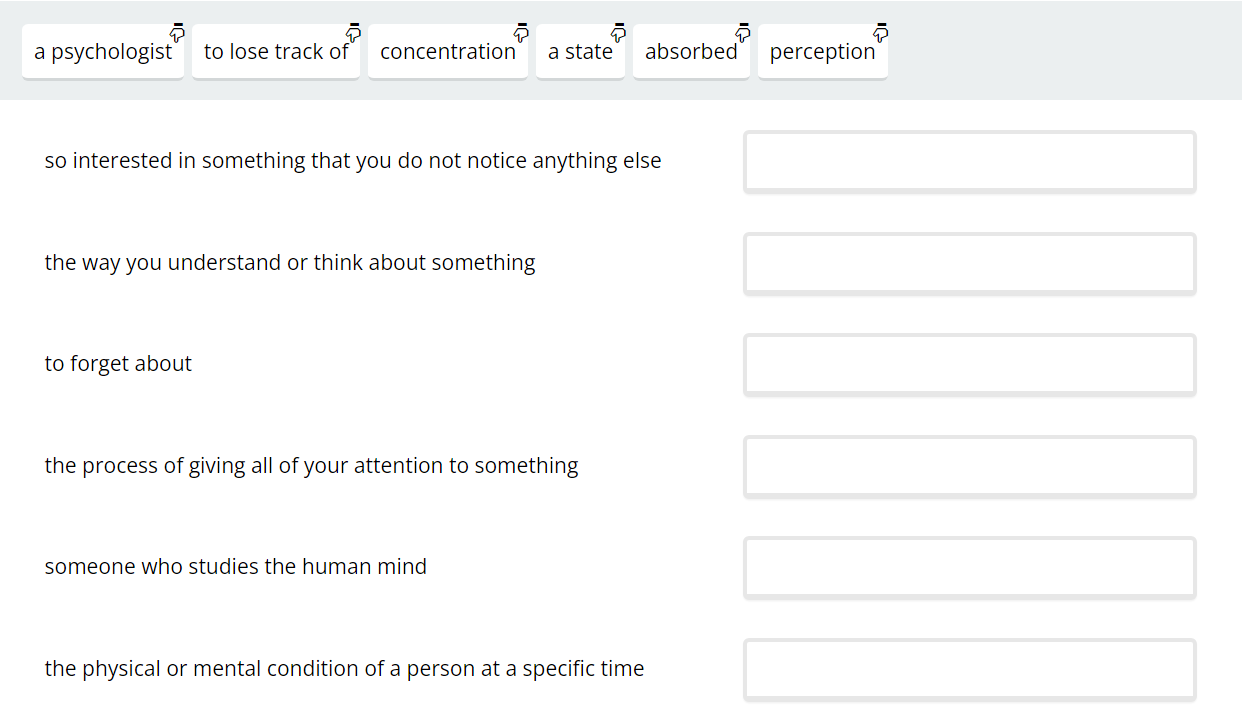 a psychologist to lose track of concentration a state absorbed perception
so interested in something that you do not notice anything else
the way you understand or think about something
to forget about
the process of giving all of your attention to something
someone who studies the human mind
the physical or mental condition of a person at a specific time